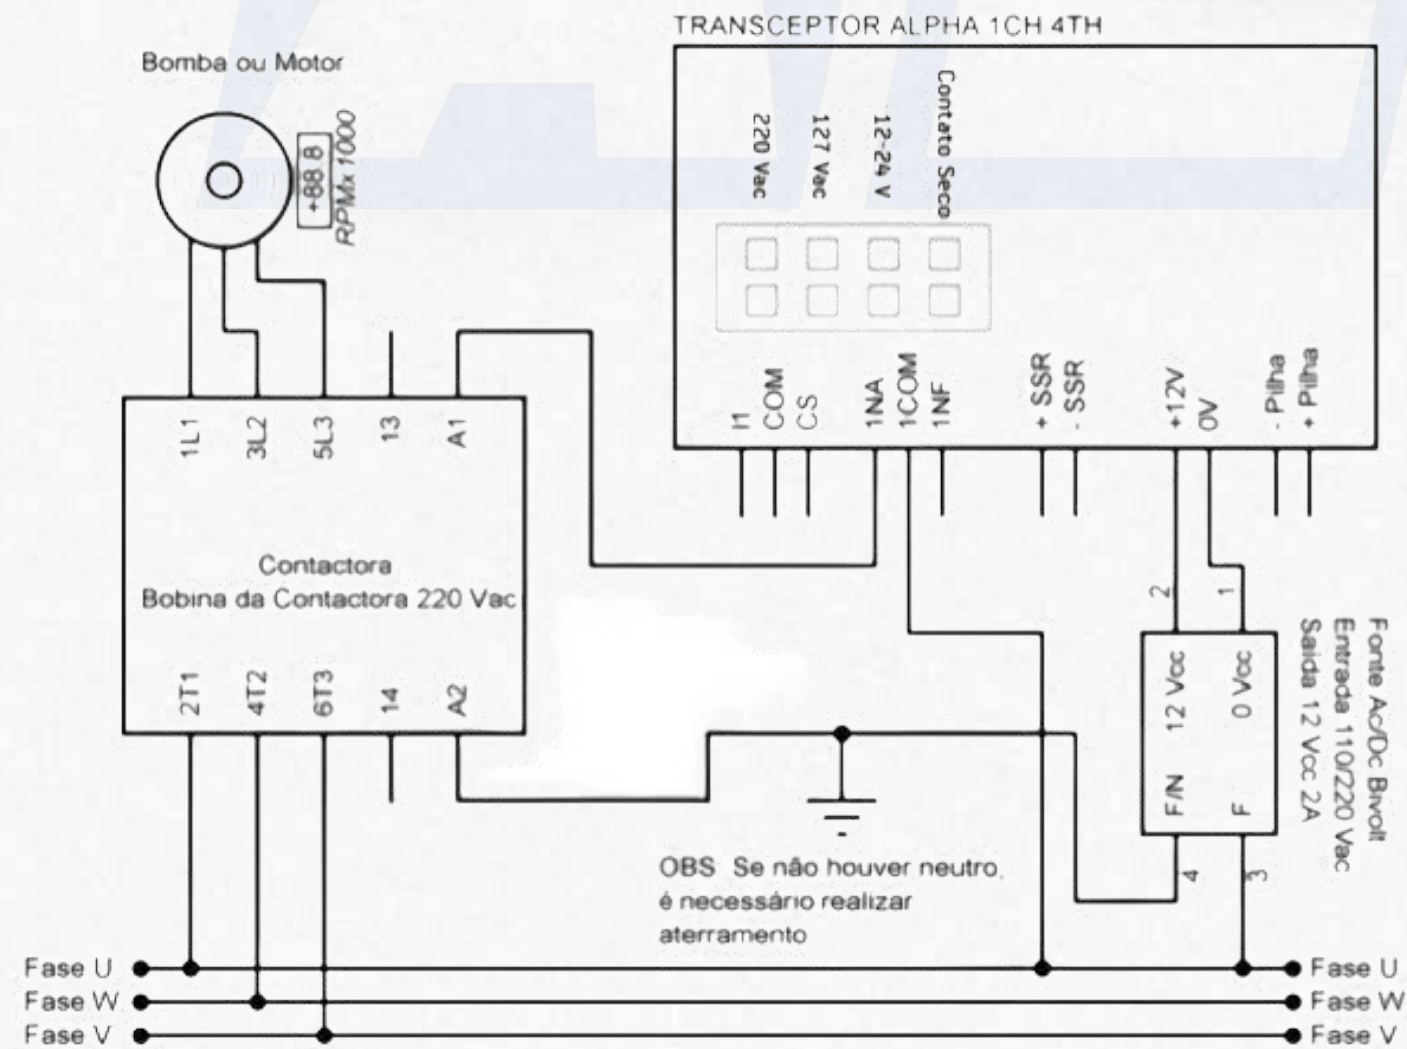 TRANSCEPTOR ALPHA 1CH 4TH
Bomba ou Motor
+88.8
RPMx 1000
220 Vac
127 Vac
12-24 V
Contato Seco
I1
COM
CS
1NA
1COM
1NF
+ SSR
- SSR
+12V
0V
- Pilha
+ Pilha
1L1
3L2
5L3
13
A1
Contactora
Bobina da Contactora 220 Vac
2T1
4T2
6T3
14
A2
2
1
12 Vcc
0 Vcc
F/N
F
4
3
Fonte Ac/Dc Bivolt
Entrada 110/220 Vac
Saida 12 Vcc 2A
OBS Se não houver neutro,
é necessário realizar
aterramento
Fase U
Fase W
Fase V
Fase U
Fase W
Fase V